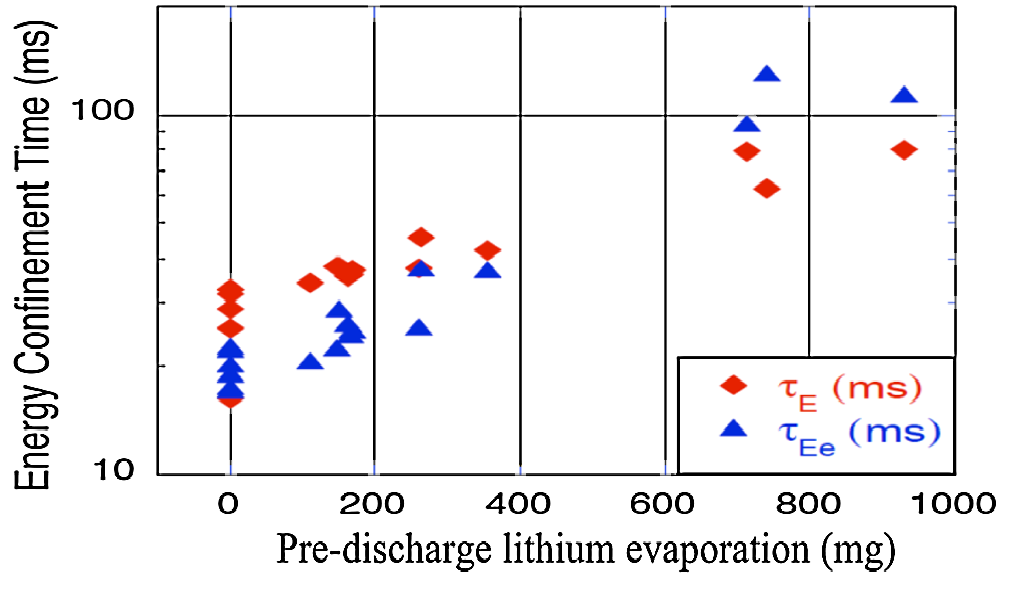 Energy Confinement Time (ms)
100
10
τE (ms)
τEe (ms)
0 200 400 600 800 1000
Pre-discharge lithium evaporation (mg)